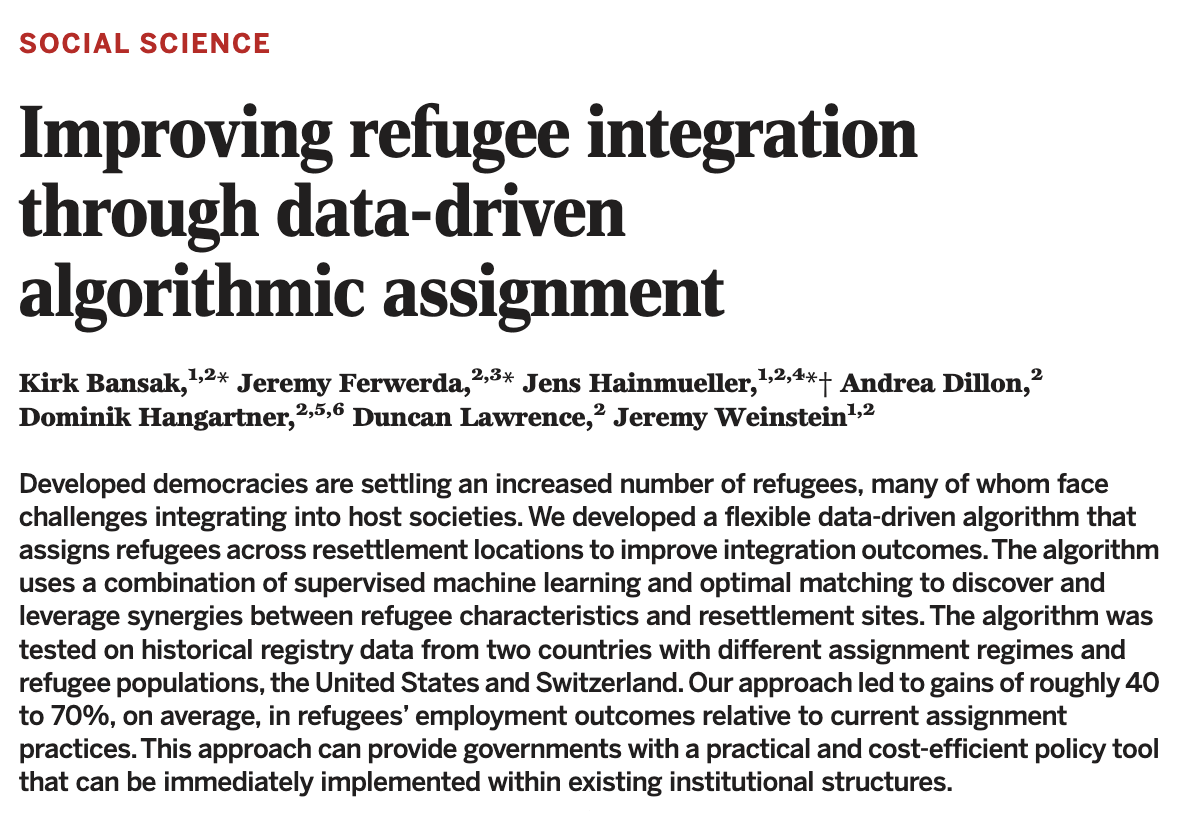 SOCIAL SCIENCE
Improving refugee integration
through data-driven
algorithmic assignment
Kirk Bansak,1,2* Jeremy Ferwerda,2,3* Jens Hainmueller,1,2,4*† Andrea Dillon,2
Dominik Hangartner,2,5,6 Duncan Lawrence,2 Jeremy Weinstein1,2
Developed democracies are settling an increased number of refugees, many of whom face
challenges integrating into host societies. We developed a flexible data-driven algorithm that
assigns refugees across resettlement locations to improve integration outcomes. The algorithm
uses a combination of supervised machine learning and optimal matching to discover and
leverage synergies between refugee characteristics and resettlement sites. The algorithm was
tested on historical registry data from two countries with different assignment regimes and
refugee populations, the United States and Switzerland. Our approach led to gains of roughly 40
to 70%, on average, in refugees’ employment outcomes relative to current assignment
practices. This approach can provide governments with a practical and cost-efficient policy tool
that can be immediately implemented within existing institutional structures.